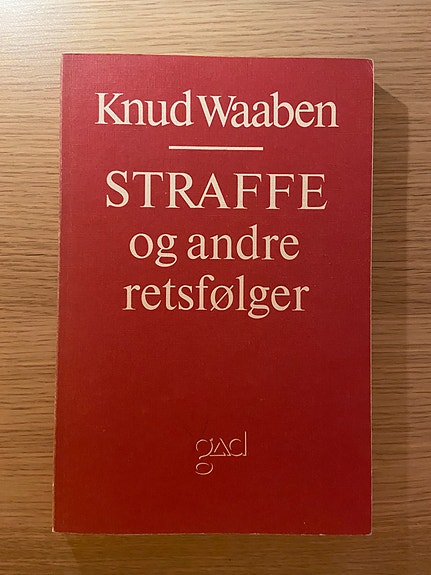 Knud Waaben
STRAFFE
og andre
retsfølger
gad